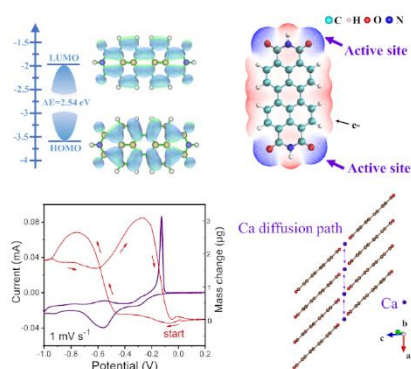 -1.5
-2
-2.5
-3
-3.5
-4
LUMO
ΔE=2.54 eV
HOMO
C H O N
Active site
e-
Active site
Current (mA)
0.08
0.04
0.00
-0.04
1 mV s⁻¹
start
-1.0 -0.8 -0.6 -0.4 -0.2 0.0 0.2
Potential (V)
Mass change (μg)
3
2
1
0
Ca diffusion path
Ca
b
c
a